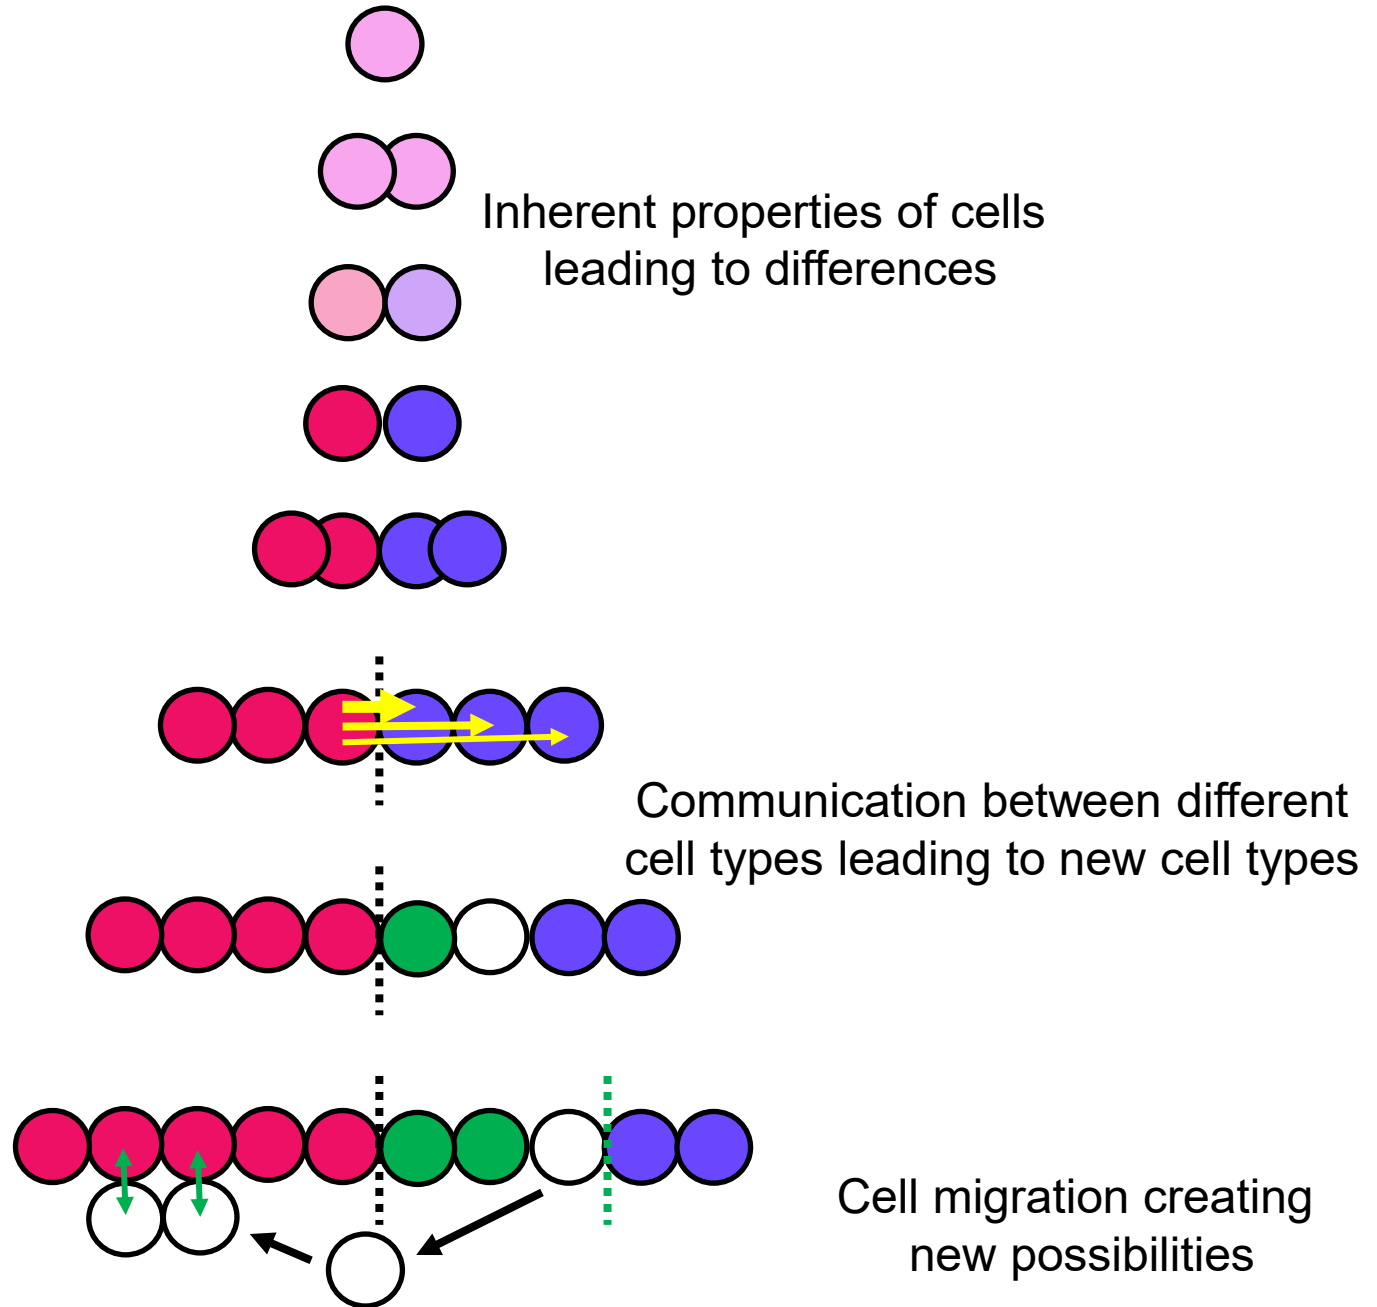 Inherent properties of cells
leading to differences
Communication between different
cell types leading to new cell types
Cell migration creating
new possibilities